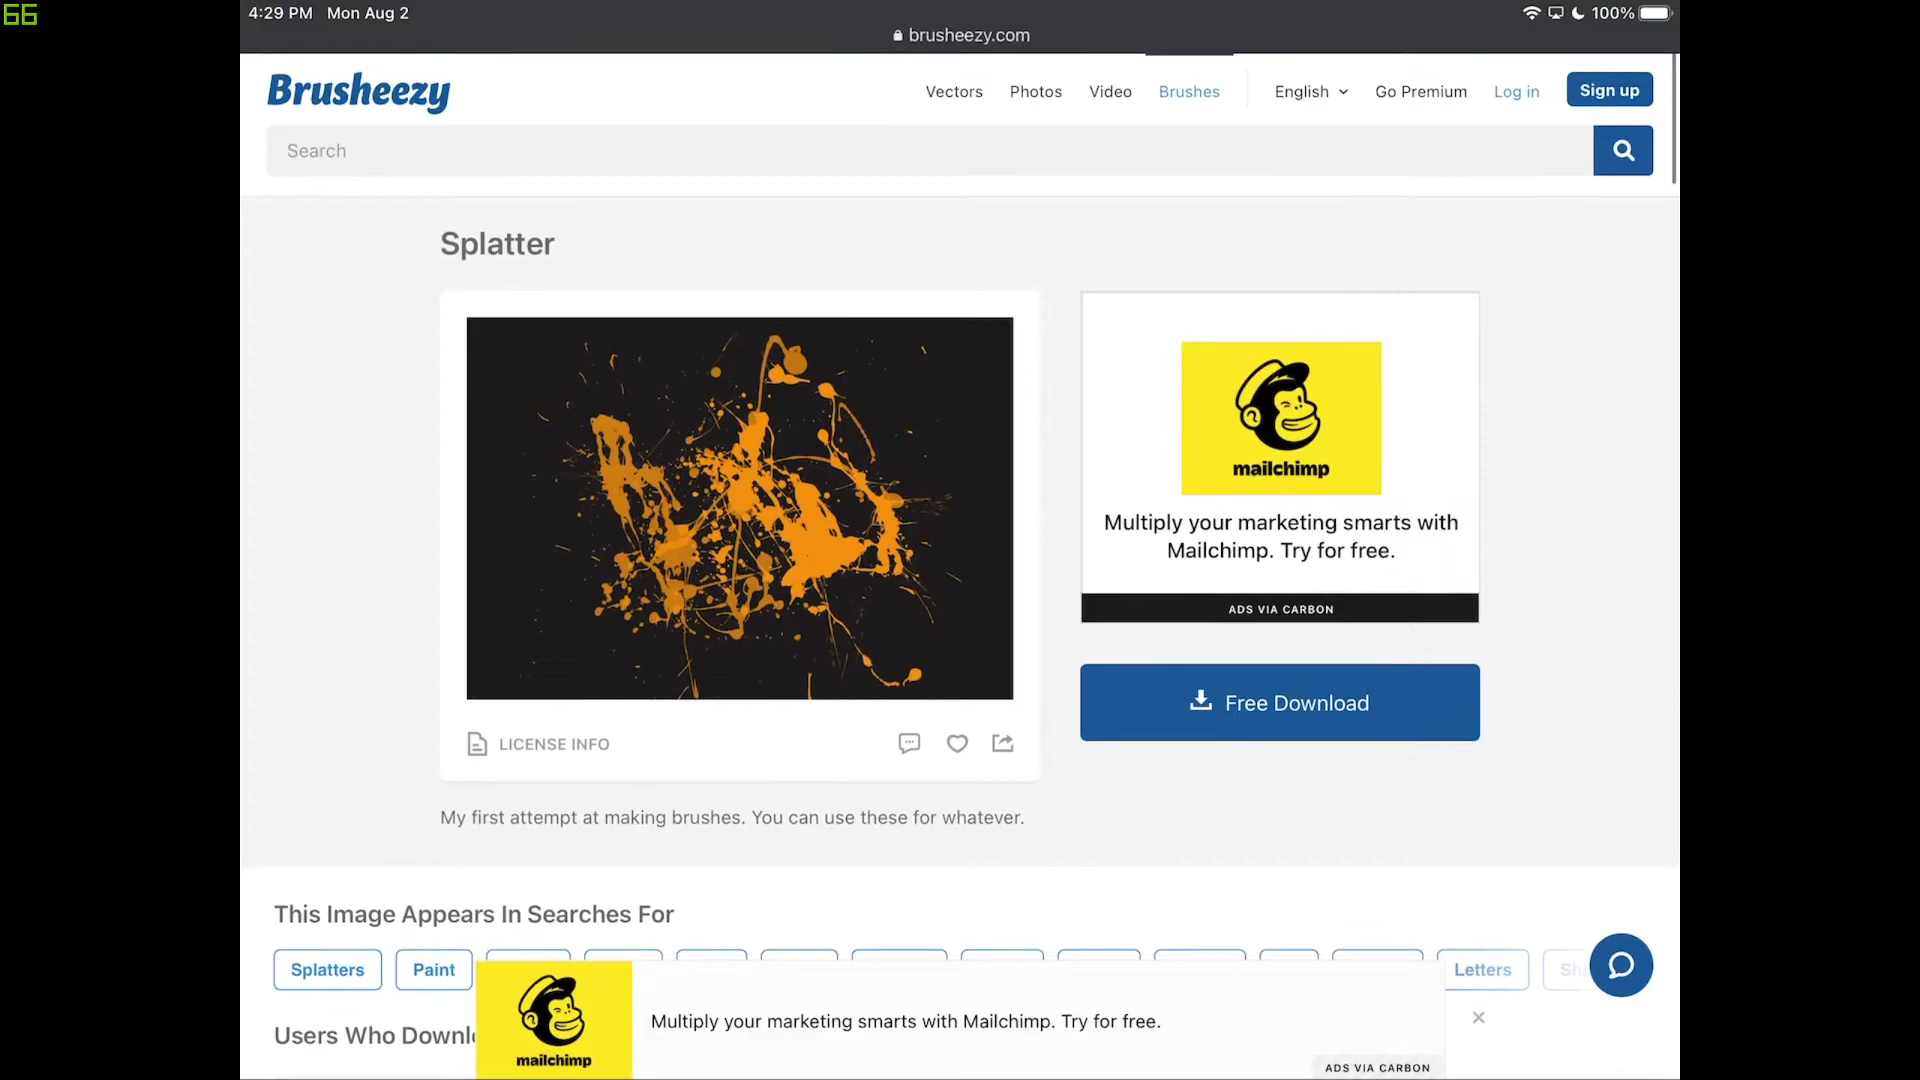 66
4:29 PM Mon Aug 2
100%
brusheezy.com
Brusheezy
Vectors Photos Video Brushes English Go Premium Log in Sign up
Search
Splatter
mailchimp
Multiply your marketing smarts with
Mailchimp. Try for free.
ADS VIA CARBON
Free Download
LICENSE INFO
My first attempt at making brushes. You can use these for whatever.
This Image Appears In Searches For
Splatters Paint Letters
Users Who
mailchimp
Multiply your marketing smarts with Mailchimp. Try for free.
ADS VIA CARBON